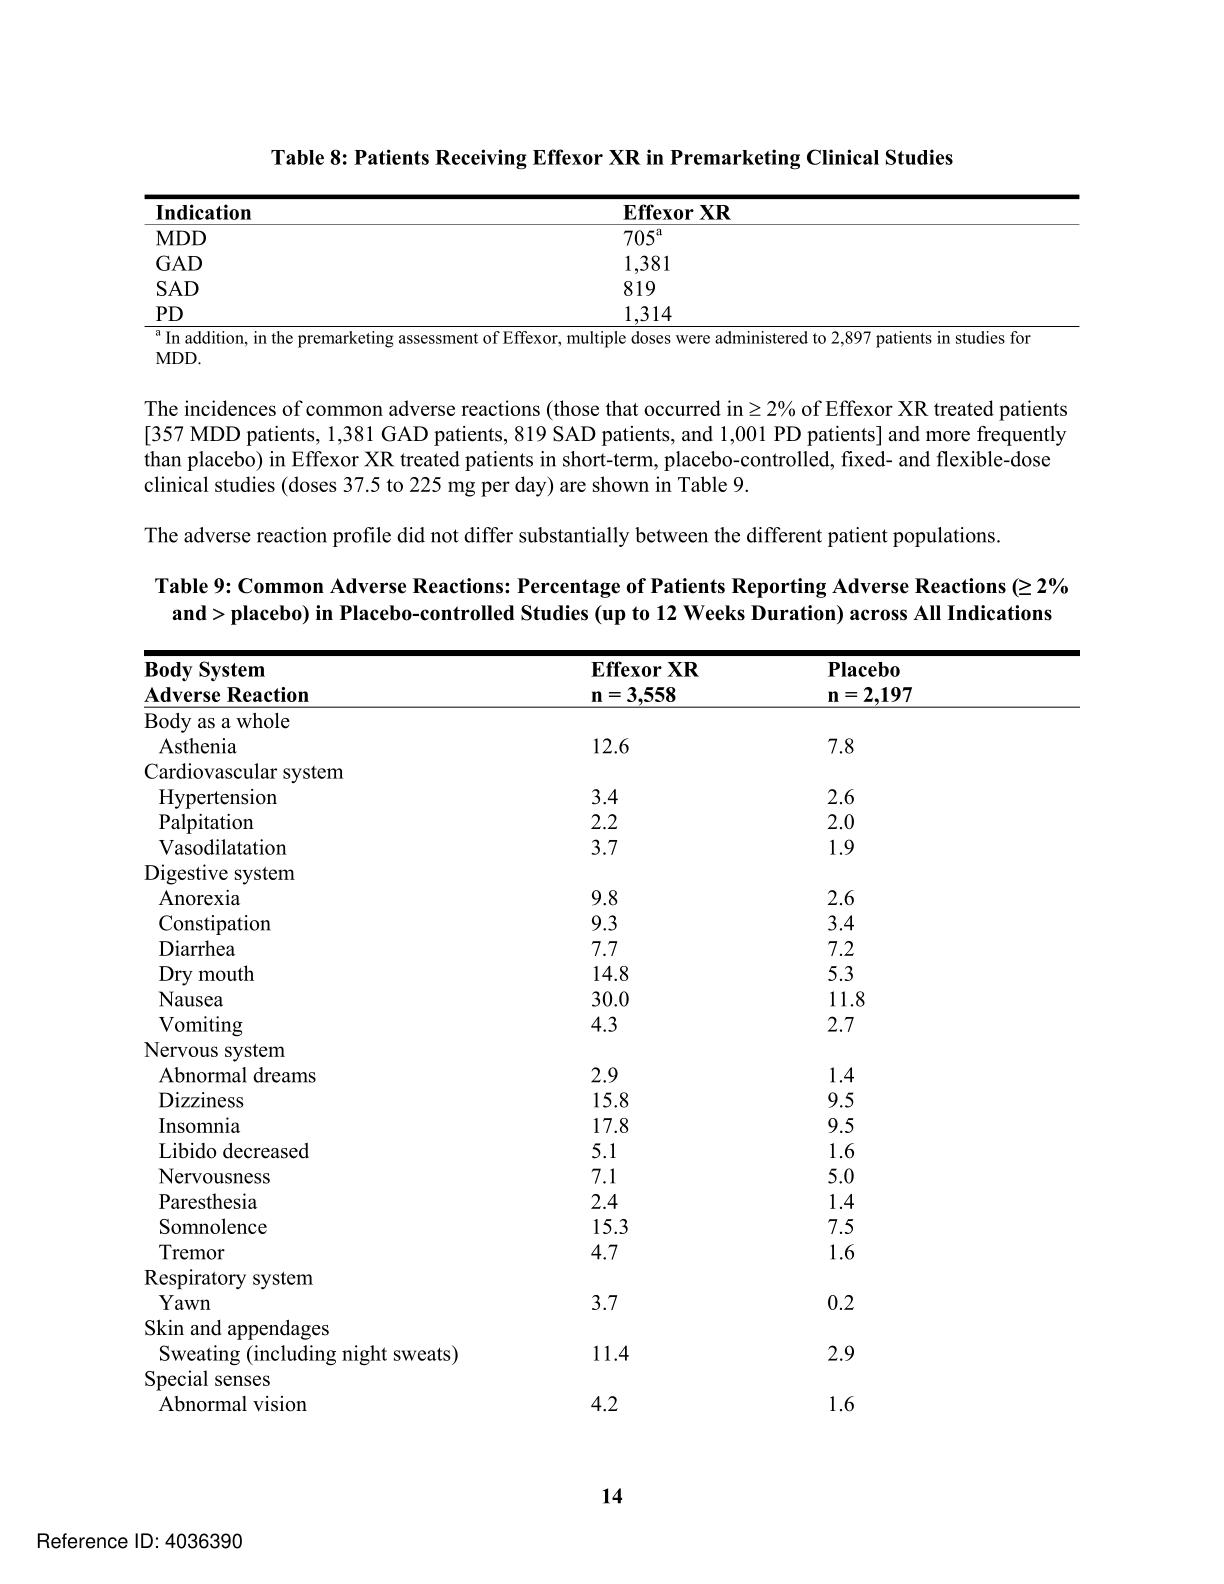 Table 8: Patients Receiving Effexor XR in Premarketing Clinical Studies
Indication Effexor XR
MDD 705a
GAD 1,381
SAD 819
PD 1,314
a In addition, in the premarketing assessment of Effexor, multiple doses were administered to 2,897 patients in studies for
MDD.
The incidences of common adverse reactions (those that occurred in ≥ 2% of Effexor XR treated patients
[357 MDD patients, 1,381 GAD patients, 819 SAD patients, and 1,001 PD patients] and more frequently
than placebo) in Effexor XR treated patients in short-term, placebo-controlled, fixed- and flexible-dose
clinical studies (doses 37.5 to 225 mg per day) are shown in Table 9.
The adverse reaction profile did not differ substantially between the different patient populations.
Table 9: Common Adverse Reactions: Percentage of Patients Reporting Adverse Reactions (≥ 2%
and > placebo) in Placebo-controlled Studies (up to 12 Weeks Duration) across All Indications
Body System Effexor XR Placebo
Adverse Reaction n = 3,558 n = 2,197
Body as a whole
Asthenia 12.6 7.8
Cardiovascular system
Hypertension 3.4 2.6
Palpitation 2.2 2.0
Vasodilatation 3.7 1.9
Digestive system
Anorexia 9.8 2.6
Constipation 9.3 3.4
Diarrhea 7.7 7.2
Dry mouth 14.8 5.3
Nausea 30.0 11.8
Vomiting 4.3 2.7
Nervous system
Abnormal dreams 2.9 1.4
Dizziness 15.8 9.5
Insomnia 17.8 9.5
Libido decreased 5.1 1.6
Nervousness 7.1 5.0
Paresthesia 2.4 1.4
Somnolence 15.3 7.5
Tremor 4.7 1.6
Respiratory system
Yawn 3.7 0.2
Skin and appendages
Sweating (including night sweats) 11.4 2.9
Special senses
Abnormal vision 4.2 1.6
14
Reference ID: 4036390